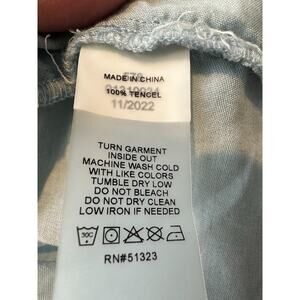 MADE IN CHINA
100% TENCEL
11/2022
TURN GARMENT
INSIDE OUT
MACHINE WASH COLD
WITH LIKE COLORS
TUMBLE DRY LOW
DO NOT BLEACH
DO NOT DRY CLEAN
LOW IRON IF NEEDED
30C
RN#51323